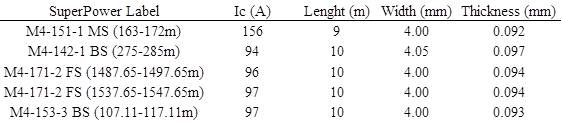 SuperPower Label Ic (A) Lenght (m) Width (mm) Thickness (mm)
M4-151-1 MS (163-172m) 156 9 4.00 0.092
M4-142-1 BS (275-285m) 94 10 4.05 0.097
M4-171-2 FS (1487.65-1497.65m) 96 10 4.00 0.094
M4-171-2 FS (1537.65-1547.65m) 97 10 4.00 0.094
M4-153-3 BS (107.11-117.11m) 97 10 4.00 0.093